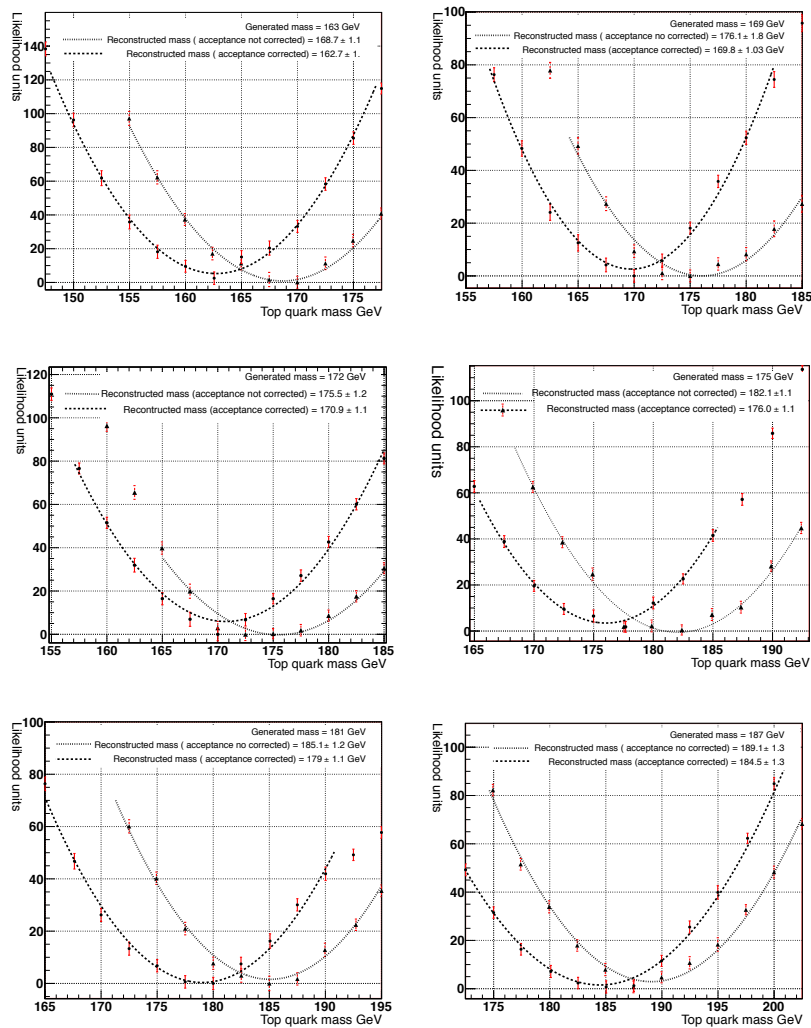 Likelihood units
Generated mass = 163 GeV
Reconstructed mass ( acceptance not corrected) = 168.7 ± 1.1
Reconstructed mass ( acceptance corrected) = 162.7 ± 1.
140
120
100
80
60
40
20
0
150 155 160 165 170 175
Top quark mass GeV
Likelihood units
Generated mass = 169 GeV
Reconstructed mass ( acceptance no corrected) = 176.1 ± 1.8 GeV
Reconstructed mass (acceptance corrected) = 169.8 ± 1.03 GeV
100
80
60
40
20
0
155 160 165 170 175 180 185
Top quark mass GeV
Likelihood units
Generated mass = 172 GeV
Reconstructed mass (acceptance not corrected) = 175.5 ± 1.2
Reconstructed mass (acceptance corrected) = 170.9 ± 1.1
120
100
80
60
40
20
0
155 160 165 170 175 180 185
Top quark mass GeV
Likelihood units
Generated mass = 175 GeV
Reconstructed mass (acceptance not corrected) = 182.1 ±1.1
Reconstructed mass (acceptance corrected) = 176.0 ± 1.1
100
80
60
40
20
0
165 170 175 180 185 190
Top quark mass GeV
Likelihood units
Generated mass = 181 GeV
Reconstructed mass ( acceptance no corrected) = 185.1± 1.2 GeV
Reconstructed mass (acceptance corrected) = 179 ± 1.1 GeV
100
80
60
40
20
0
165 170 175 180 185 190 195
Top quark mass GeV
Likelihood units
Generated mass = 187 GeV
Reconstructed mass ( acceptance no corrected) = 189.1± 1.3
Reconstructed mass (acceptance corrected) = 184.5 ± 1.3
100
80
60
40
20
0
175 180 185 190 195 200
Top quark mass GeV